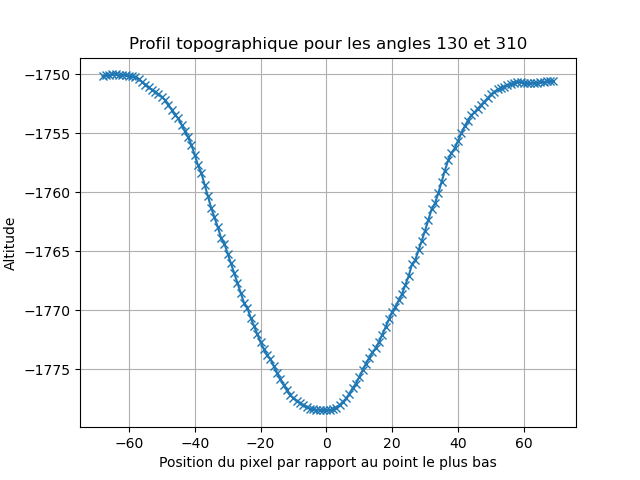 Profil topographique pour les angles 130 et 310
−1750
−1755
−1760
−1765
−1770
−1775
Altitude
−60 −40 −20 0 20 40 60
Position du pixel par rapport au point le plus bas